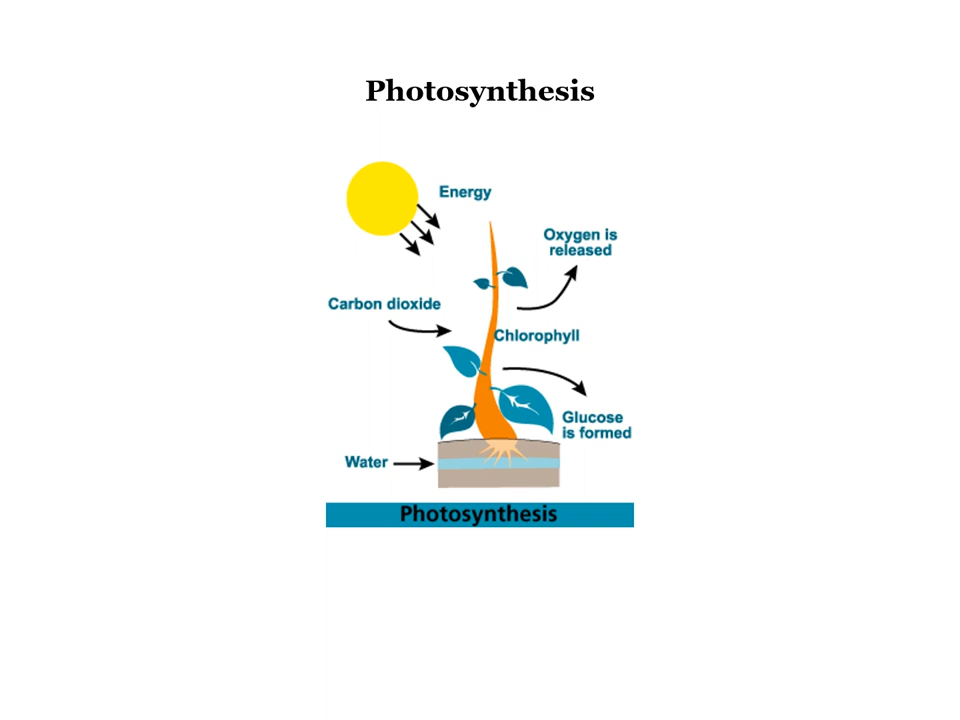 Photosynthesis
Energy
Oxygen is
released
Carbon dioxide
Chlorophyll
Glucose
is formed
Water
Photosynthesis